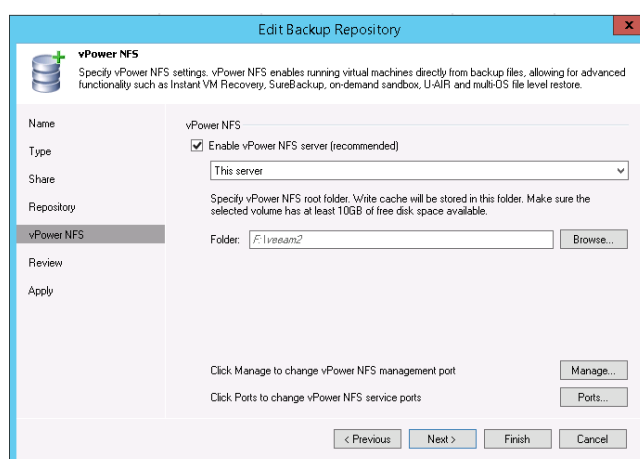 Edit Backup Repository
x
vPower NFS
Specify vPower NFS settings. vPower NFS enables running virtual machines directly from backup files, allowing for advanced
functionality such as Instant VM Recovery, SureBackup, on-demand sandbox, U-AIR and multi-OS file level restore.
Name
Type
Share
Repository
vPower NFS
Review
Apply
vPower NFS
Enable vPower NFS server (recommended)
This server
Specify vPower NFS root folder. Write cache will be stored in this folder. Make sure the
selected volume has at least 10GB of free disk space available.
Folder: F:\veeam2 Browse...
Click Manage to change vPower NFS management port Manage...
Click Ports to change vPower NFS service ports Ports...
< Previous Next > Finish Cancel